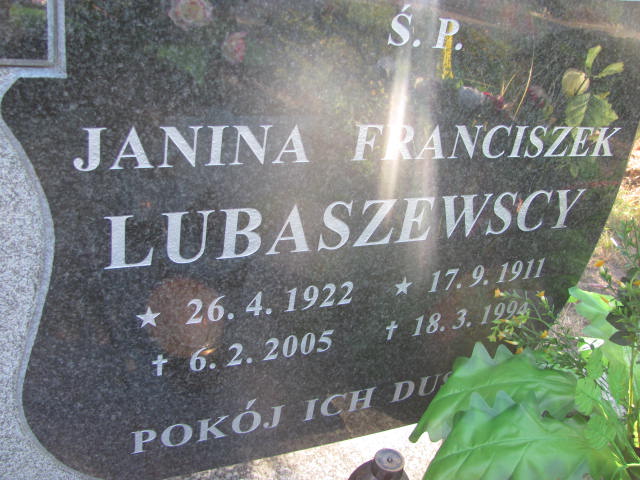 Ś. P.
JANINA FRANCISZEK
LUBASZEWSCY
★ 26. 4. 1922 ★ 17. 9. 1911
✝ 6. 2. 2005 ✝ 18. 3. 1994
POKÓJ ICH